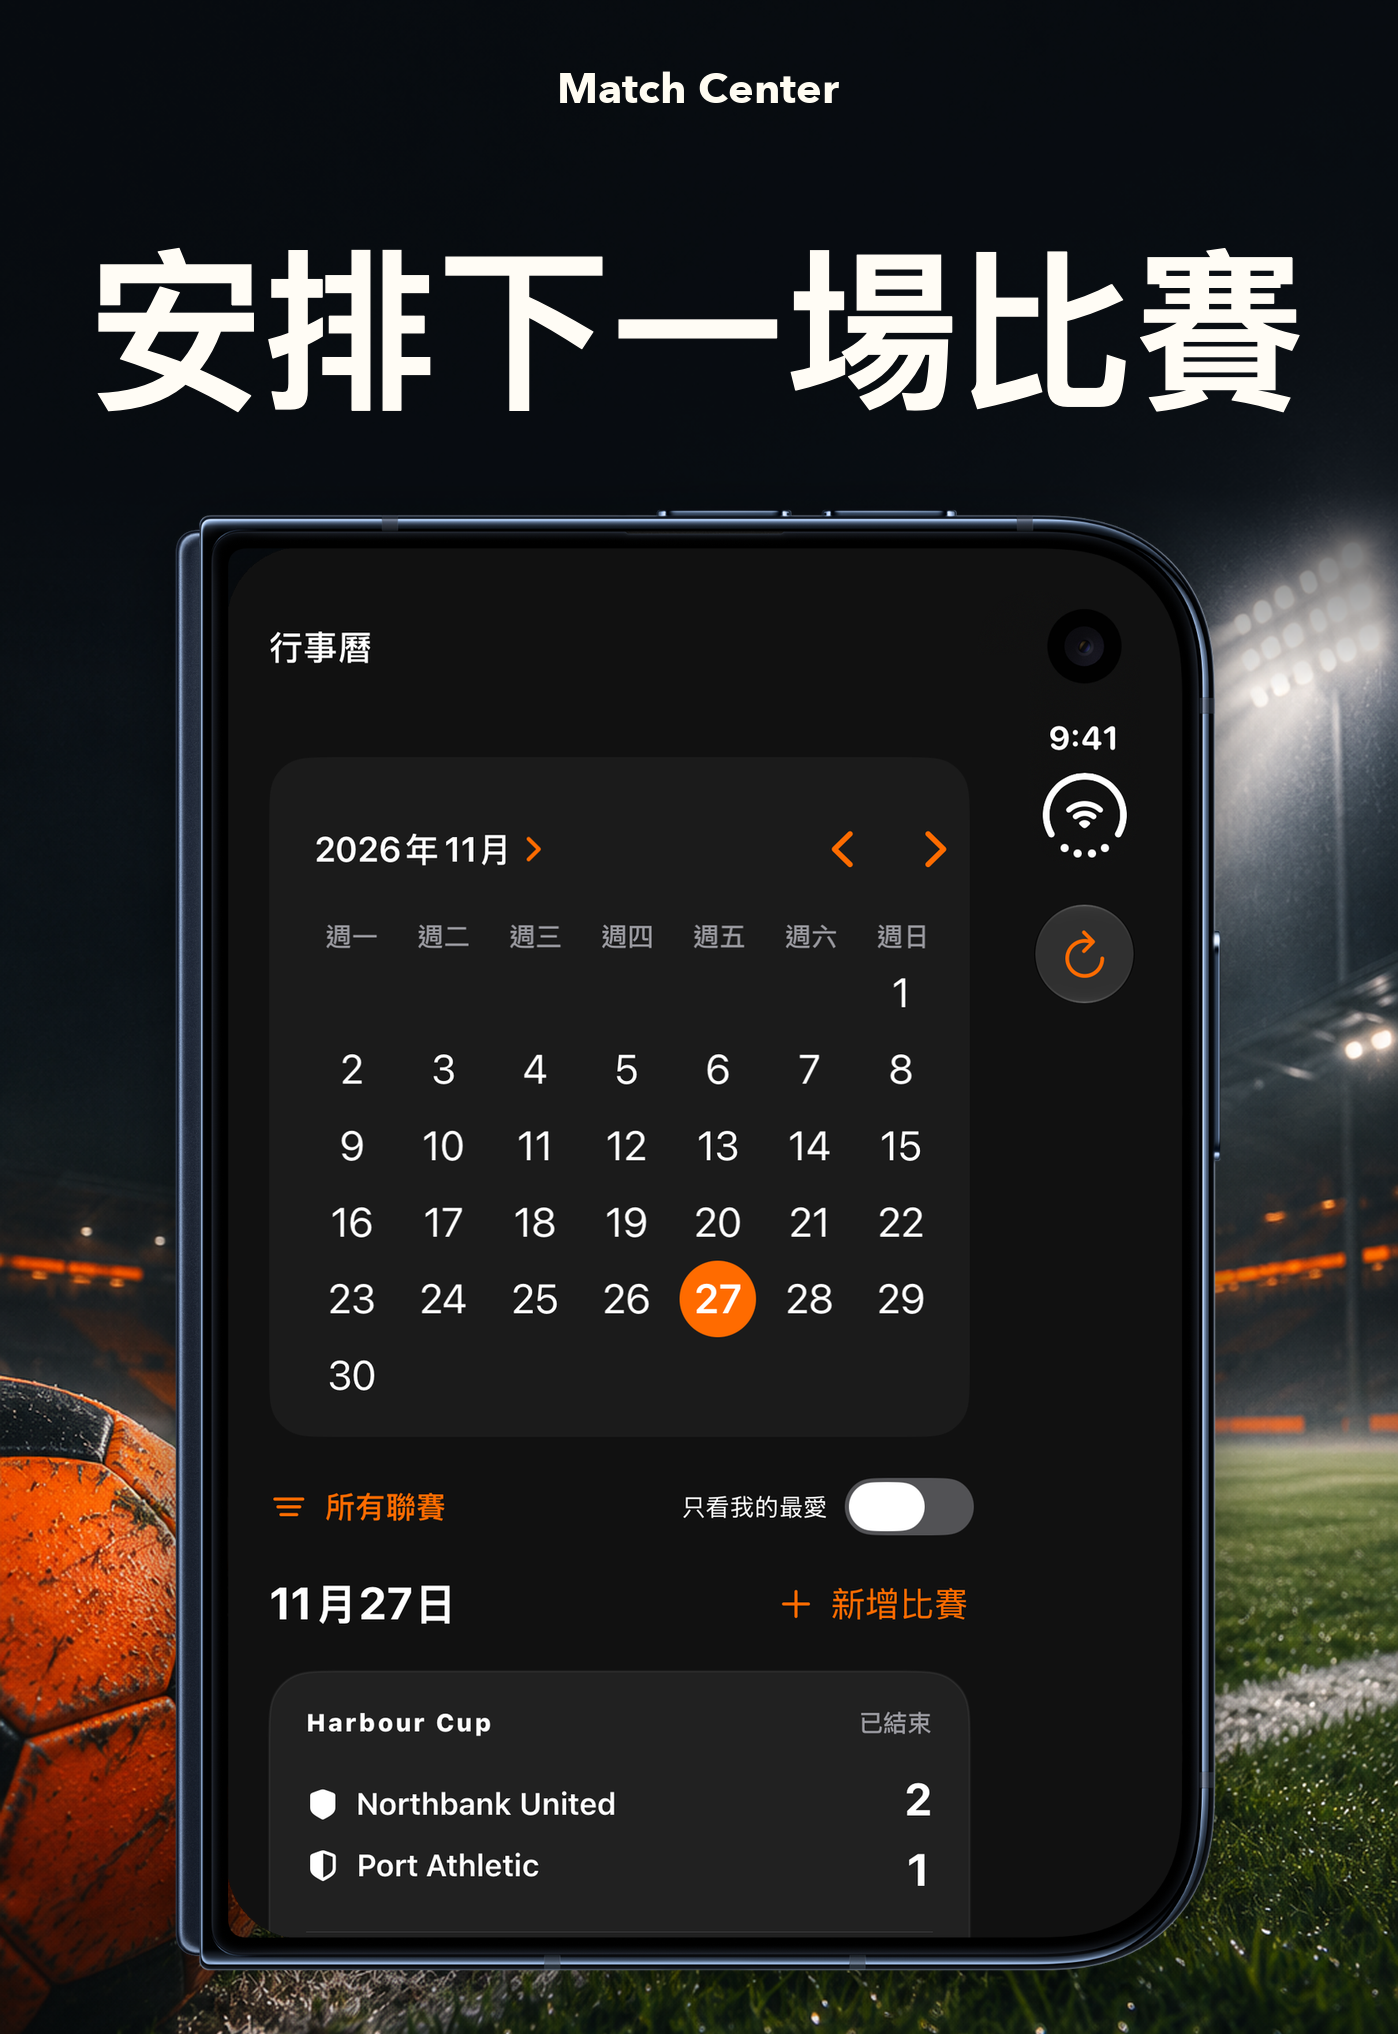 Match Center
安排下一場比賽
行事曆
9:41
2026年 11月
週一 週二 週三 週四 週五 週六 週日
1
2 3 4 5 6 7 8
9 10 11 12 13 14 15
16 17 18 19 20 21 22
23 24 25 26 27 28 29
30
所有聯賽 只看我的最愛
11月27日 新增比賽
Harbour Cup 已結束
Northbank United 2
Port Athletic 1